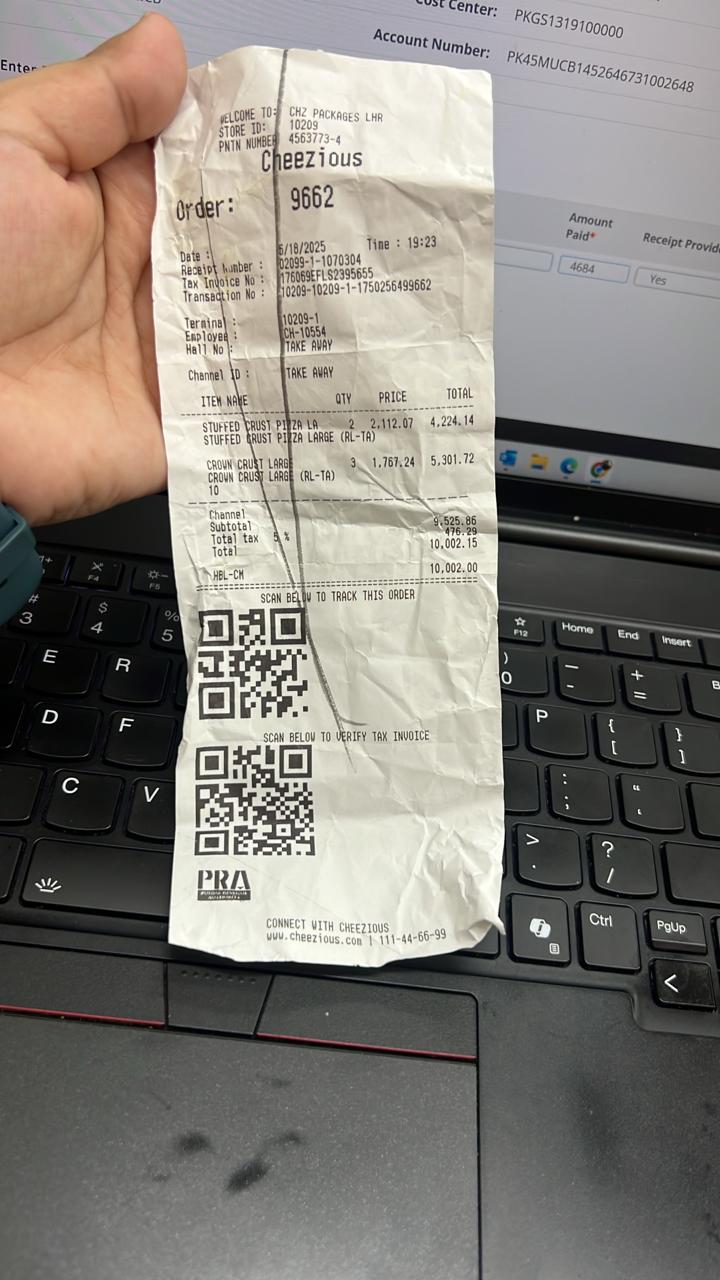 Cost Center: PKGS1319100000
Account Number: PK45MUCB1452646731002648
Enter
Amount Paid* Receipt
4684 Yes
WELCOME TO: CHZ PACKAGES LHR
STORE ID: 10209
PNTN NUMBER 4563773-4
Cheezious
Order: 9662
Date : 6/18/2025 Time : 19:23
Receipt Number : 02099-1-1070304
Tax Invoice No : 176069EFLS2395655
Transaction No : 10209-10209-1-1750256499662
Terminal : 10209-1
Employee : CH-10554
Hall No : TAKE AWAY
Channel ID : TAKE AWAY
ITEM NAME QTY PRICE TOTAL
STUFFED CRUST PIZZA LA 2 2,112.07 4,224.14
STUFFED CRUST PIZZA LARGE (RL-TA)
CROWN CRUST LARGE 3 1,767.24 5,301.72
CROWN CRUST LARGE (RL-TA)
10
Channel
Subtotal 9,525.86
Total tax 5 % 476.29
Total 10,002.15
HBL-CM 10,002.00
SCAN BELOW TO TRACK THIS ORDER
SCAN BELOW TO VERIFY TAX INVOICE
PRA
CONNECT WITH CHEEZIOUS
www.cheezious.com | 111-44-66-99
F4
F5
#
3
$
4
%
5
E
R
D
F
C
V
F12
Home
End
Insert
)
0
_
-
+
=
P
{
[
}
]
:
;
“
‘
>
.
?
/
Ctrl
PgUp
<